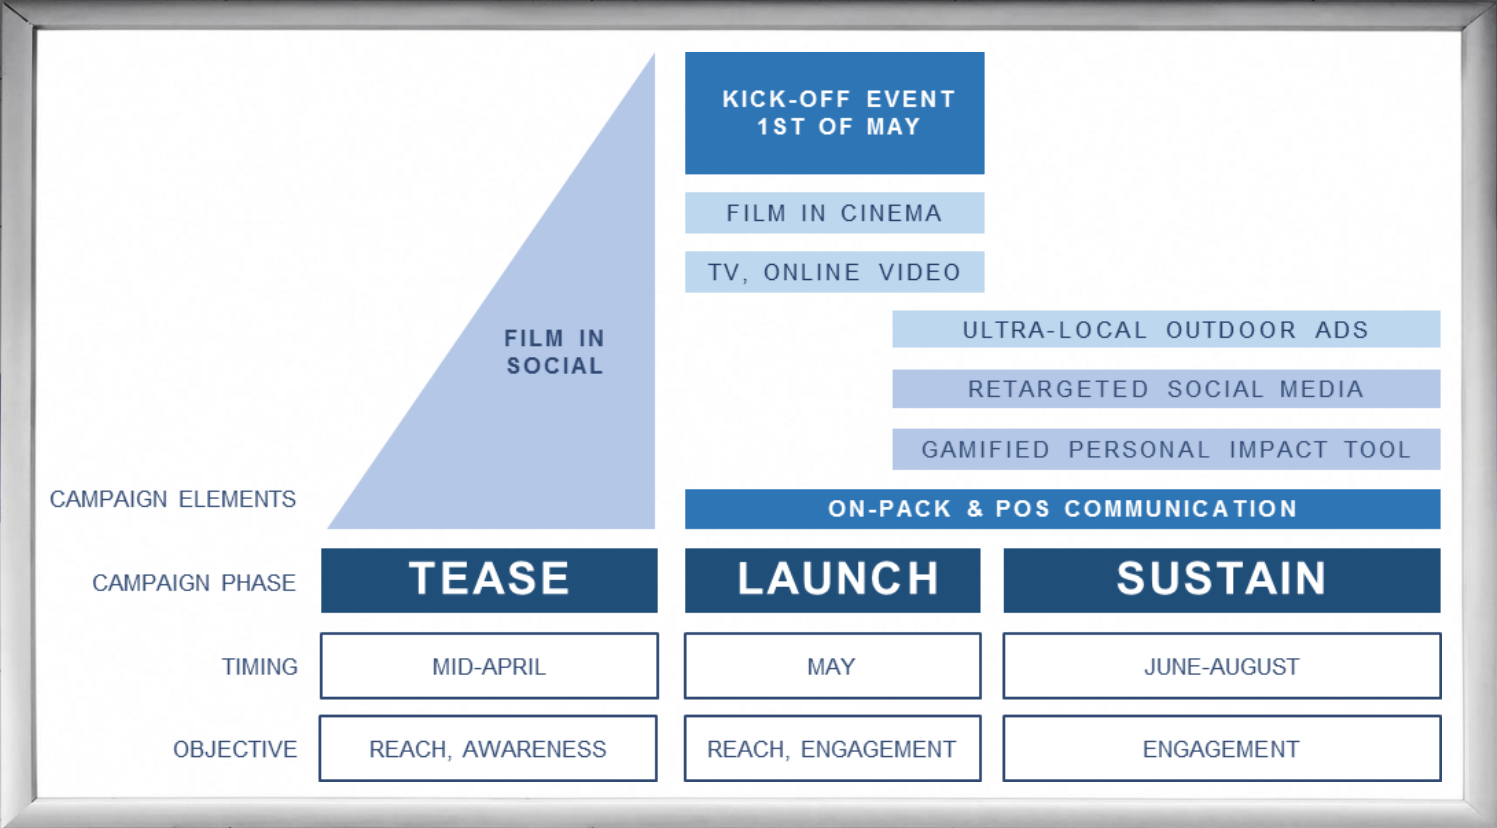 KICK-OFF EVENT
1ST OF MAY
FILM IN CINEMA
TV, ONLINE VIDEO
FILM IN
SOCIAL
ULTRA-LOCAL OUTDOOR ADS
RETARGETED SOCIAL MEDIA
GAMIFIED PERSONAL IMPACT TOOL
CAMPAIGN ELEMENTS
ON-PACK & POS COMMUNICATION
CAMPAIGN PHASE
TEASE
LAUNCH
SUSTAIN
TIMING
MID-APRIL
MAY
JUNE-AUGUST
OBJECTIVE
REACH, AWARENESS
REACH, ENGAGEMENT
ENGAGEMENT